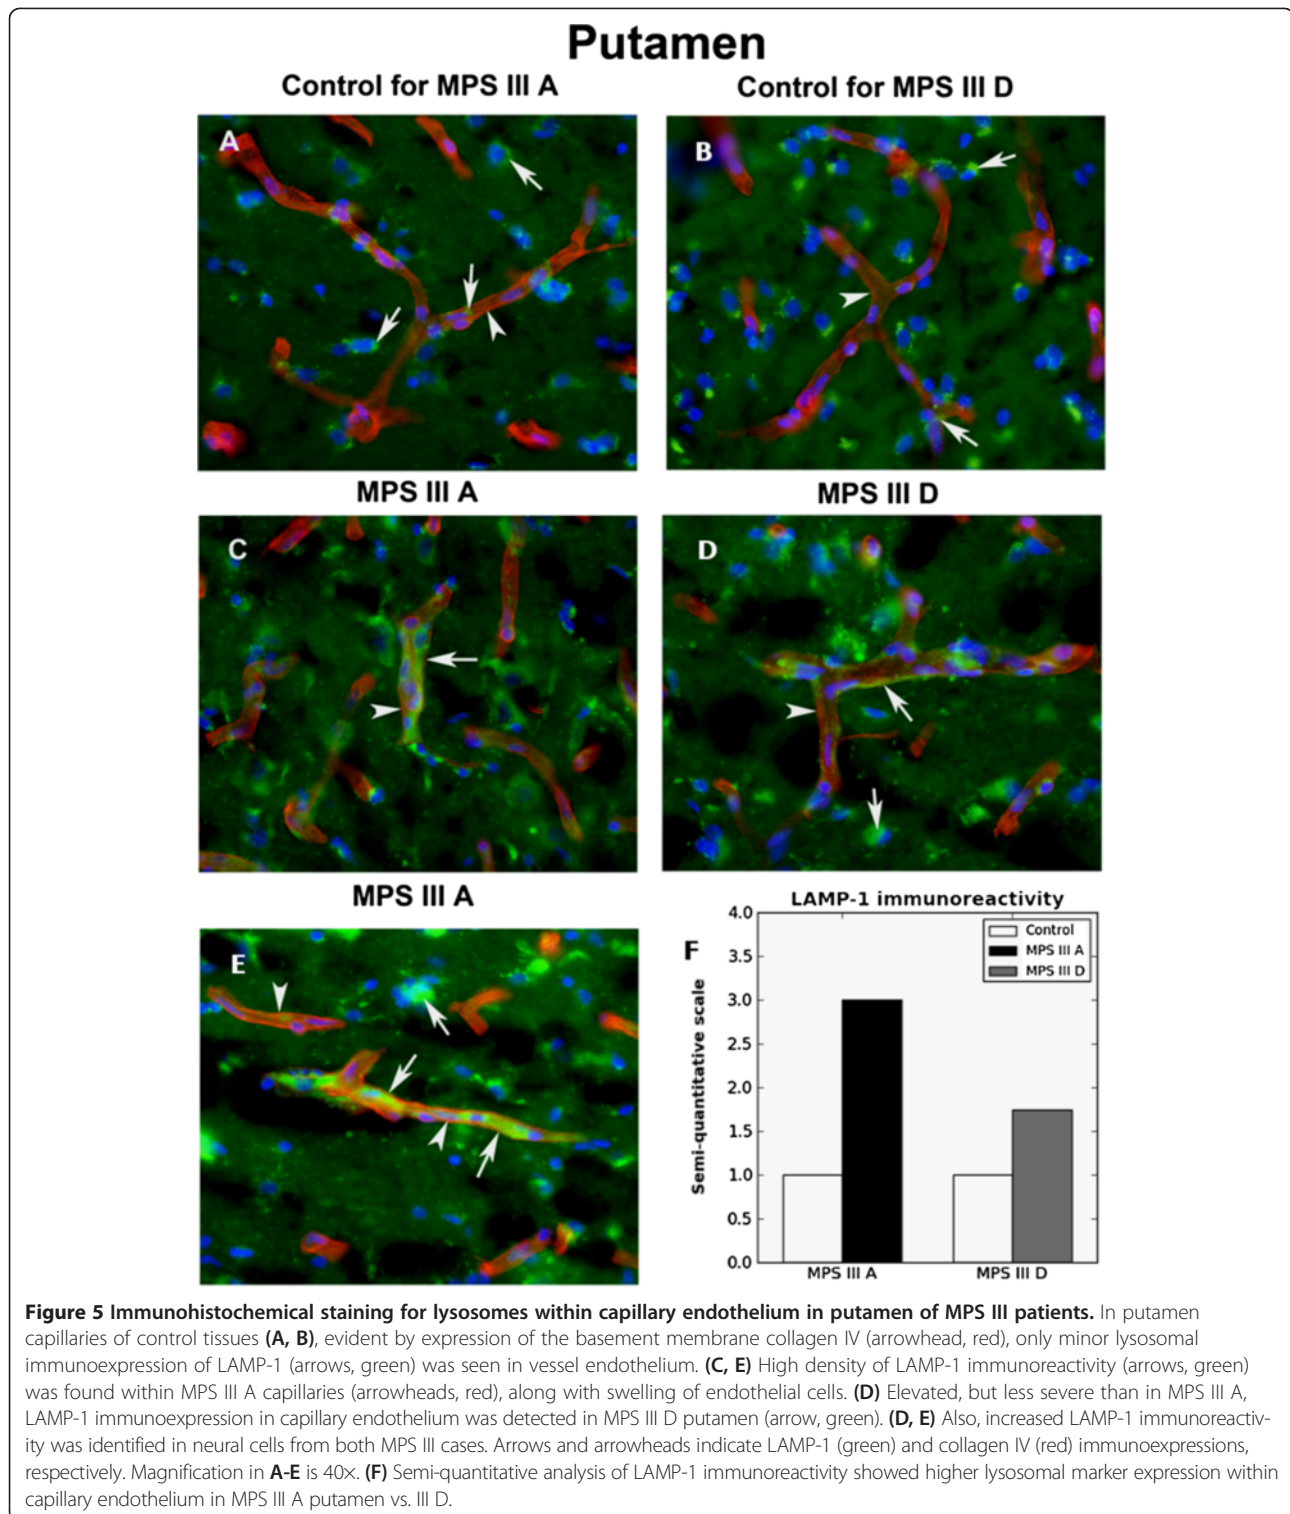 Putamen
Control for MPS III A
Control for MPS III D
A
B
MPS III A
MPS III D
C
D
MPS III A
E
F
LAMP-1 immunoreactivity
Semi-quantitative scale
4.0
3.5
3.0
2.5
2.0
1.5
1.0
0.5
0.0
Control
MPS III A
MPS III D
MPS III A
MPS III D
Figure 5 Immunohistochemical staining for lysosomes within capillary endothelium in putamen of MPS III patients. In putamen
capillaries of control tissues (A, B), evident by expression of the basement membrane collagen IV (arrowhead, red), only minor lysosomal
immunoexpression of LAMP-1 (arrows, green) was seen in vessel endothelium. (C, E) High density of LAMP-1 immunoreactivity (arrows, green)
was found within MPS III A capillaries (arrowheads, red), along with swelling of endothelial cells. (D) Elevated, but less severe than in MPS III A,
LAMP-1 immunoexpression in capillary endothelium was detected in MPS III D putamen (arrow, green). (D, E) Also, increased LAMP-1 immunoreactiv-
ity was identified in neural cells from both MPS III cases. Arrows and arrowheads indicate LAMP-1 (green) and collagen IV (red) immunoexpressions,
respectively. Magnification in A-E is 40×. (F) Semi-quantitative analysis of LAMP-1 immunoreactivity showed higher lysosomal marker expression within
capillary endothelium in MPS III A putamen vs. III D.